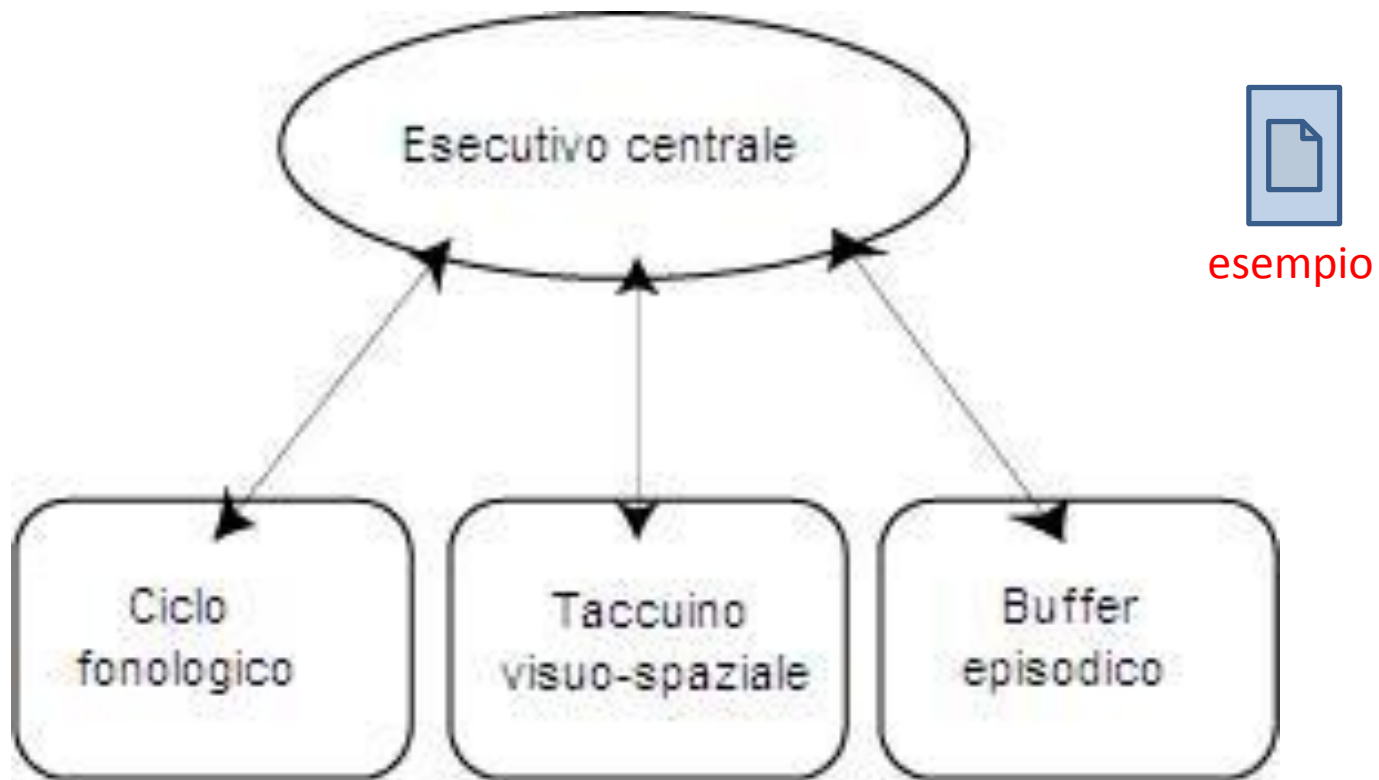 Esecutivo centrale
esempio
Ciclo
fonologico
Taccuino
visuo-spaziale
Buffer
episodico